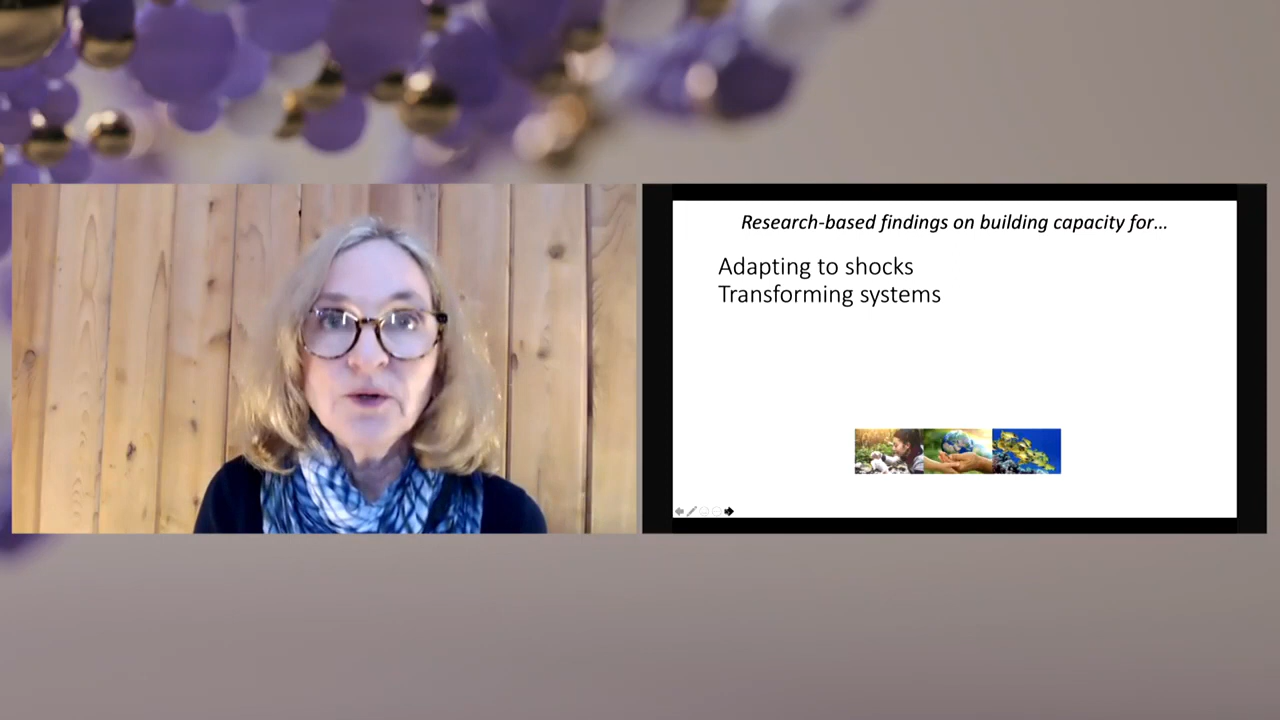 Research-based findings on building capacity for...
Adapting to shocks
Transforming systems